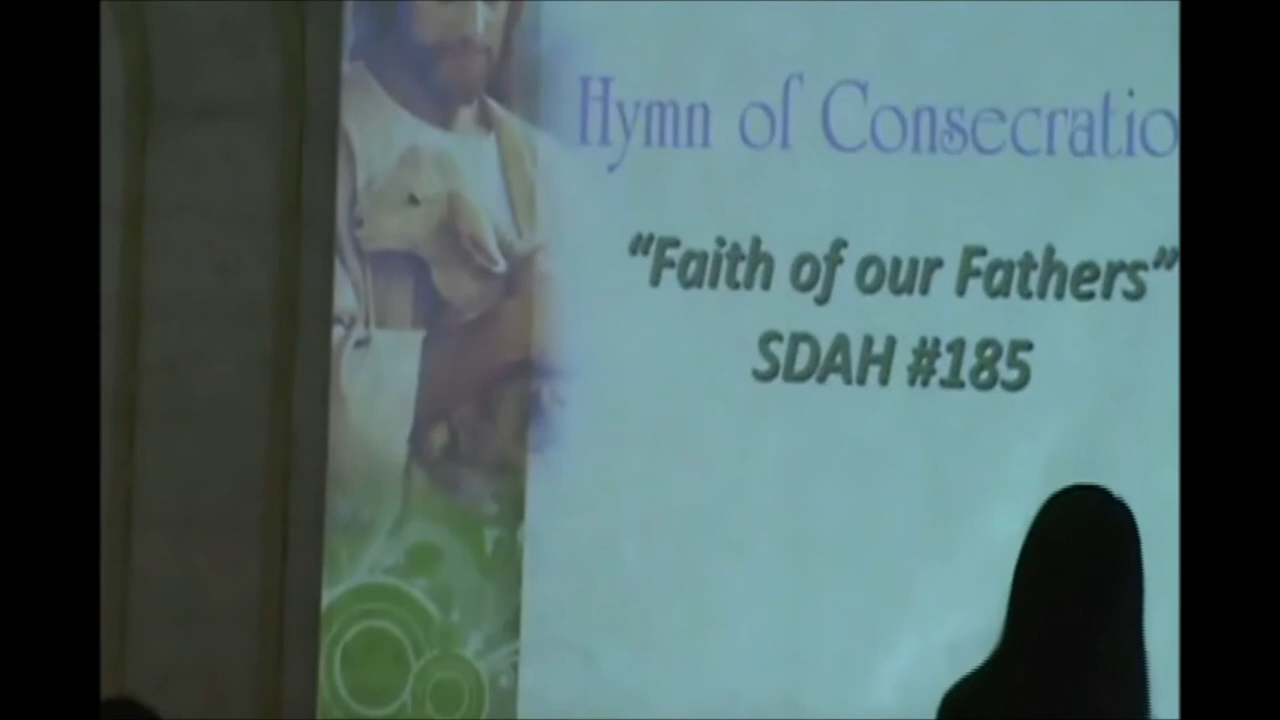 Hymn of Consecratio
“Faith of our Fathers”
SDAH #185